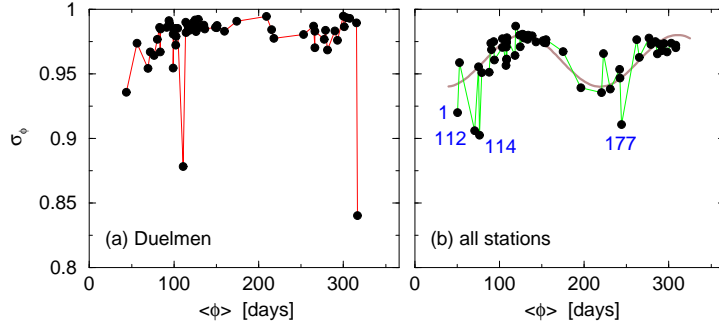 1
0.95
0.9
0.85
0.8
σϕ
(a) Duelmen
(b) all stations
1
112
114
177
0 100 200 300
0 100 200 300
<ϕ> [days]
<ϕ> [days]